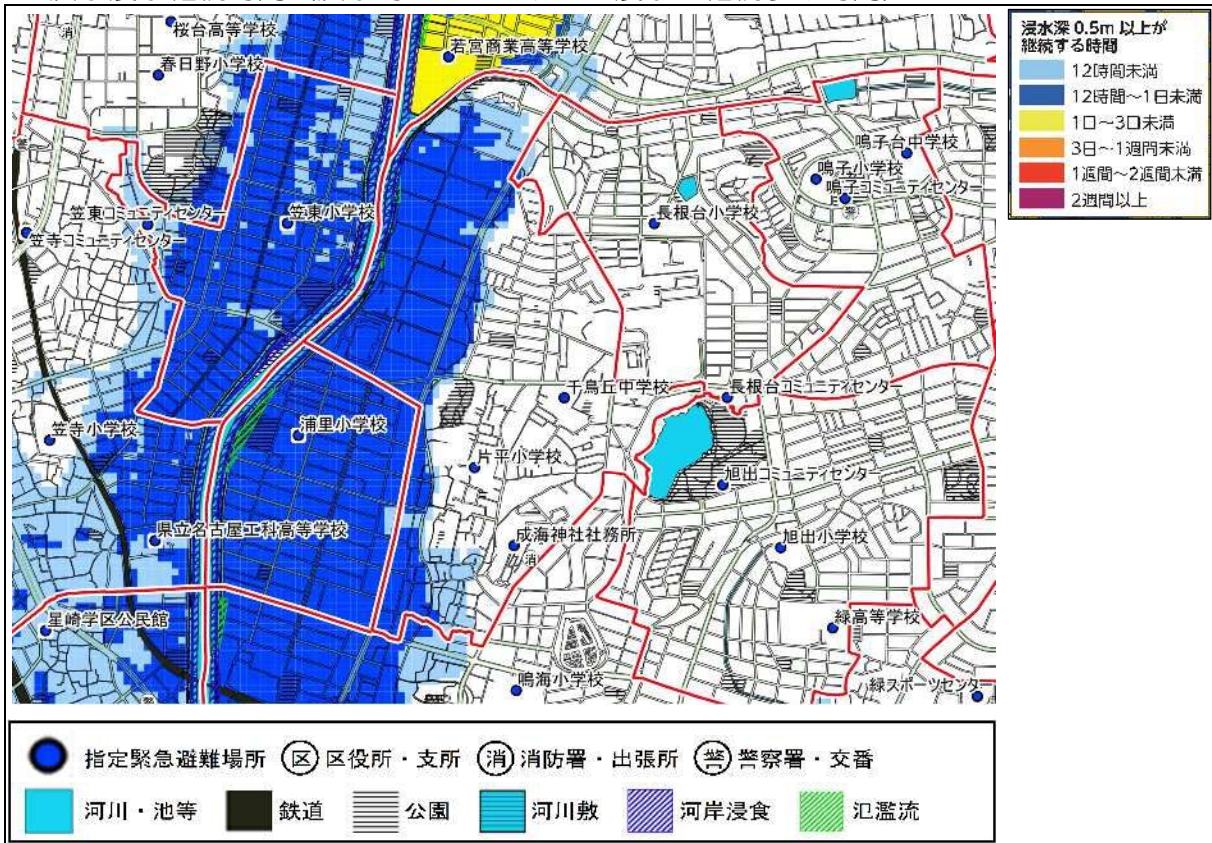 桜台高等学校
消
春日野小学校
若宮商業高等学校
浸水深 0.5m 以上が
継続する時間
12時間未満
12時間~1日未満
1日~3日未満
3日~1週間未満
1週間~2週間未満
2週間以上
警
鳴子台中学校
鳴子小学校
鳴子コミュニティセンター
警
笠東コミュニティセンター
笠東小学校
長根台小学校
笠寺コミュニティセンター
千鳥丘中学校
長根台コミュニティセンター
笠寺小学校
浦里小学校
片平小学校
旭出コミュニティセンター
県立名古屋工科高等学校
成海神社社務所
消
旭出小学校
星崎学区公民館
緑高等学校
鳴海小学校
緑スポーツセンター
警
警
指定緊急避難場所 区 区役所・支所 消 消防署・出張所 警 警察署・交番
河川・池等 鉄道 公園 河川敷 河岸浸食 氾濫流